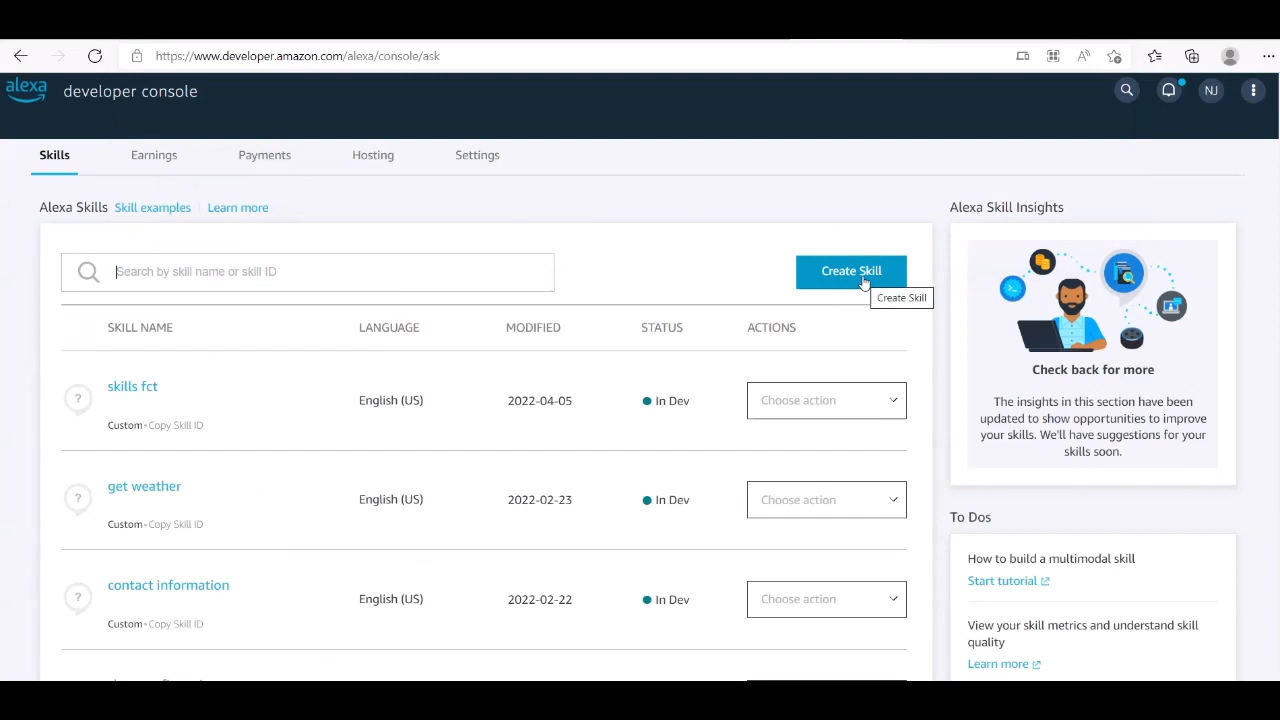 https://www.developer.amazon.com/alexa/console/ask
alexa
developer console
NJ
Skills
Earnings
Payments
Hosting
Settings
Alexa Skills
Skill examples
Learn more
Alexa Skill Insights
Search by skill name or skill ID
Create Skill
Create Skill
SKILL NAME
LANGUAGE
MODIFIED
STATUS
ACTIONS
skills fct
Custom - Copy Skill ID
English (US)
2022-04-05
In Dev
Choose action
get weather
Custom - Copy Skill ID
English (US)
2022-02-23
In Dev
Choose action
contact information
Custom - Copy Skill ID
English (US)
2022-02-22
In Dev
Choose action
Check back for more
The insights in this section have been
updated to show opportunities to improve
your skills. We'll have suggestions for your
skills soon.
To Dos
How to build a multimodal skill
Start tutorial
View your skill metrics and understand skill
quality
Learn more